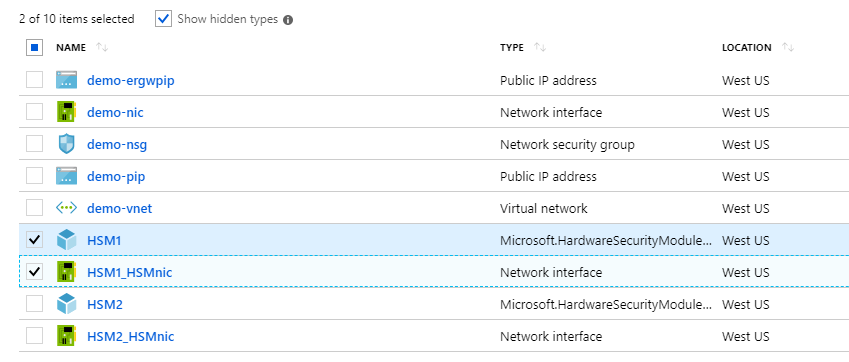 2 of 10 items selected Show hidden types
NAME TYPE LOCATION
demo-ergwpip Public IP address West US
demo-nic Network interface West US
demo-nsg Network security group West US
demo-pip Public IP address West US
demo-vnet Virtual network West US
HSM1 Microsoft.HardwareSecurityModule... West US
HSM1_HSMnic Network interface West US
HSM2 Microsoft.HardwareSecurityModule... West US
HSM2_HSMnic Network interface West US